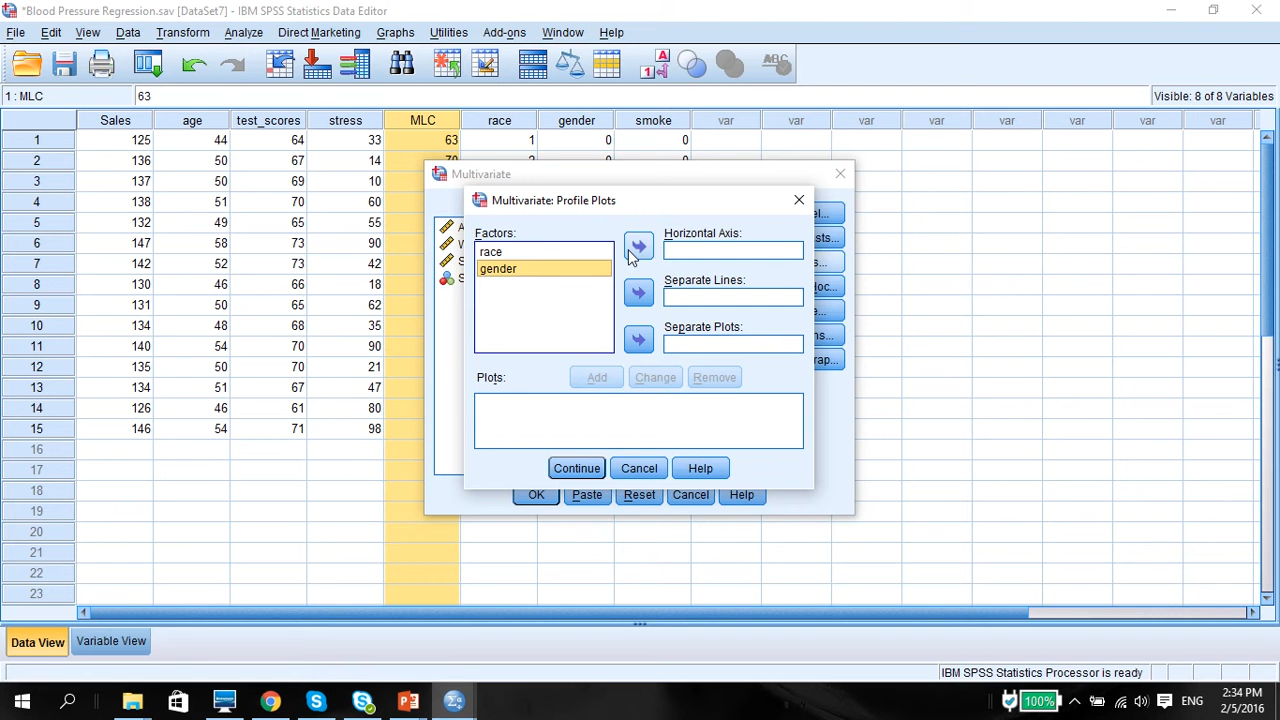 *Blood Pressure Regression.sav [DataSet7] - IBM SPSS Statistics Data Editor
File Edit View Data Transform Analyze Direct Marketing Graphs Utilities Add-ons Window Help
1 : MLC 63 Visible: 8 of 8 Variables
Sales age test_scores stress MLC race gender smoke var var var var var var var
1 125 44 64 33 63 1 0 0
2 136 50 67 14
3 137 50 69 10
4 138 51 70 60
5 132 49 65 55
6 147 58 73 90
7 142 52 73 42
8 130 46 66 18
9 131 50 65 62
10 134 48 68 35
11 140 54 70 90
12 135 50 70 21
13 134 51 67 47
14 126 46 61 80
15 146 54 71 98
16
17
18
19
20
21
22
23
Multivariate
Multivariate: Profile Plots
Factors:
race
gender
Horizontal Axis:
Separate Lines:
Separate Plots:
Plots: Add Change Remove
Continue Cancel Help
OK Paste Reset Cancel Help
Data View Variable View
IBM SPSS Statistics Processor is ready
100% ENG 2:34 PM
2/5/2016